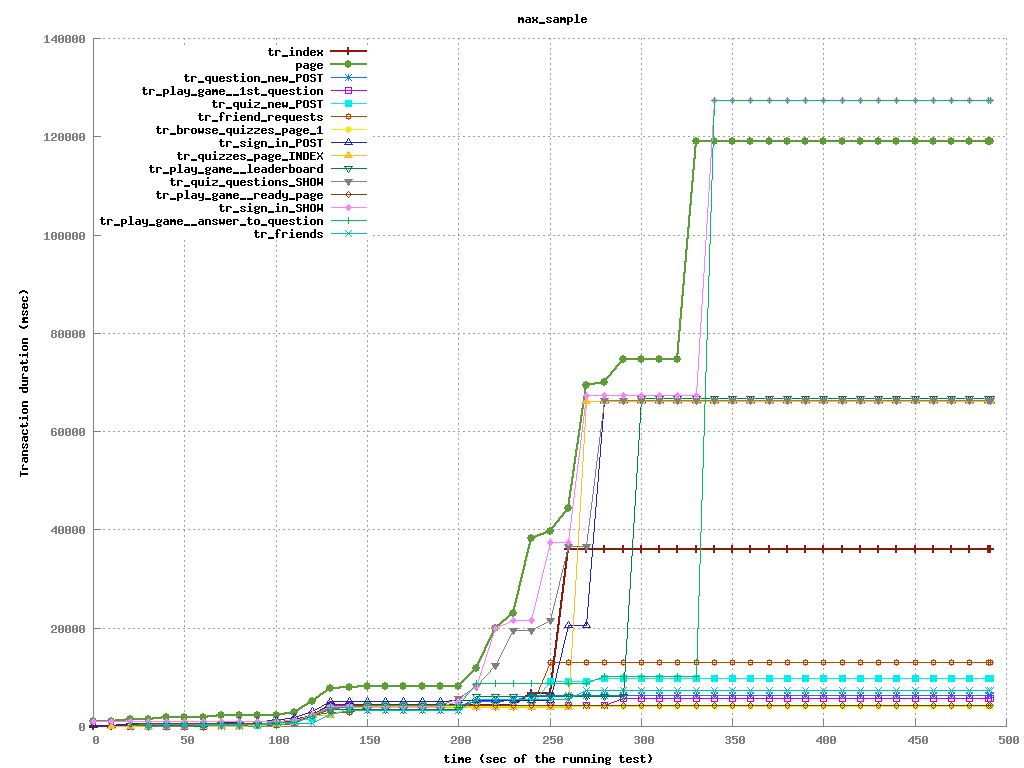 max_sample
140000
120000
100000
80000
60000
40000
20000
0
Transaction duration (msec)
tr_index
page
tr_question_new_POST
tr_play_game__1st_question
tr_quiz_new_POST
tr_friend_requests
tr_browse_quizzes_page_1
tr_sign_in_POST
tr_quizzes_page_INDEX
tr_play_game__leaderboard
tr_quiz_questions_SHOW
tr_play_game__ready_page
tr_sign_in_SHOW
tr_play_game__answer_to_question
tr_friends
0 50 100 150 200 250 300 350 400 450 500
time (sec of the running test)